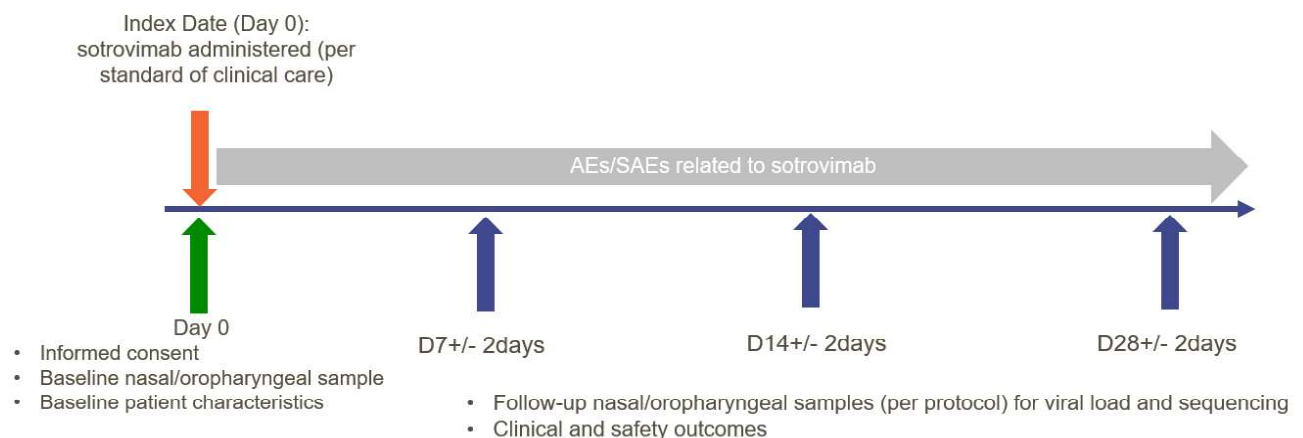 Index Date (Day 0):
sotrovimab administered (per
standard of clinical care)
AEs/SAEs related to sotrovimab
Day 0
• Informed consent
• Baseline nasal/oropharyngeal sample
• Baseline patient characteristics
D7+/- 2days
D14+/- 2days
D28+/- 2days
• Follow-up nasal/oropharyngeal samples (per protocol) for viral load and sequencing
• Clinical and safety outcomes